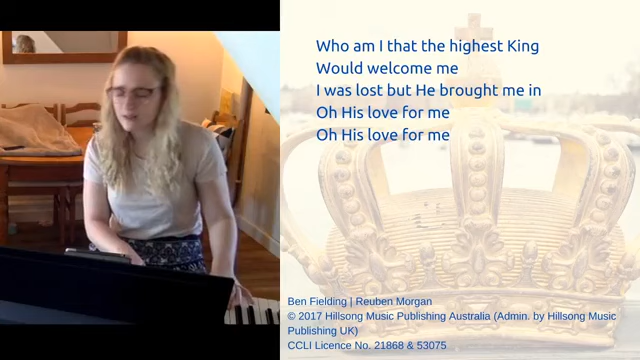 Who am I that the highest King
Would welcome me
I was lost but He brought me in
Oh His love for me
Oh His love for me
Ben Fielding | Reuben Morgan
© 2017 Hillsong Music Publishing Australia (Admin. by Hillsong Music
Publishing UK)
CCLI Licence No. 21868 & 53075